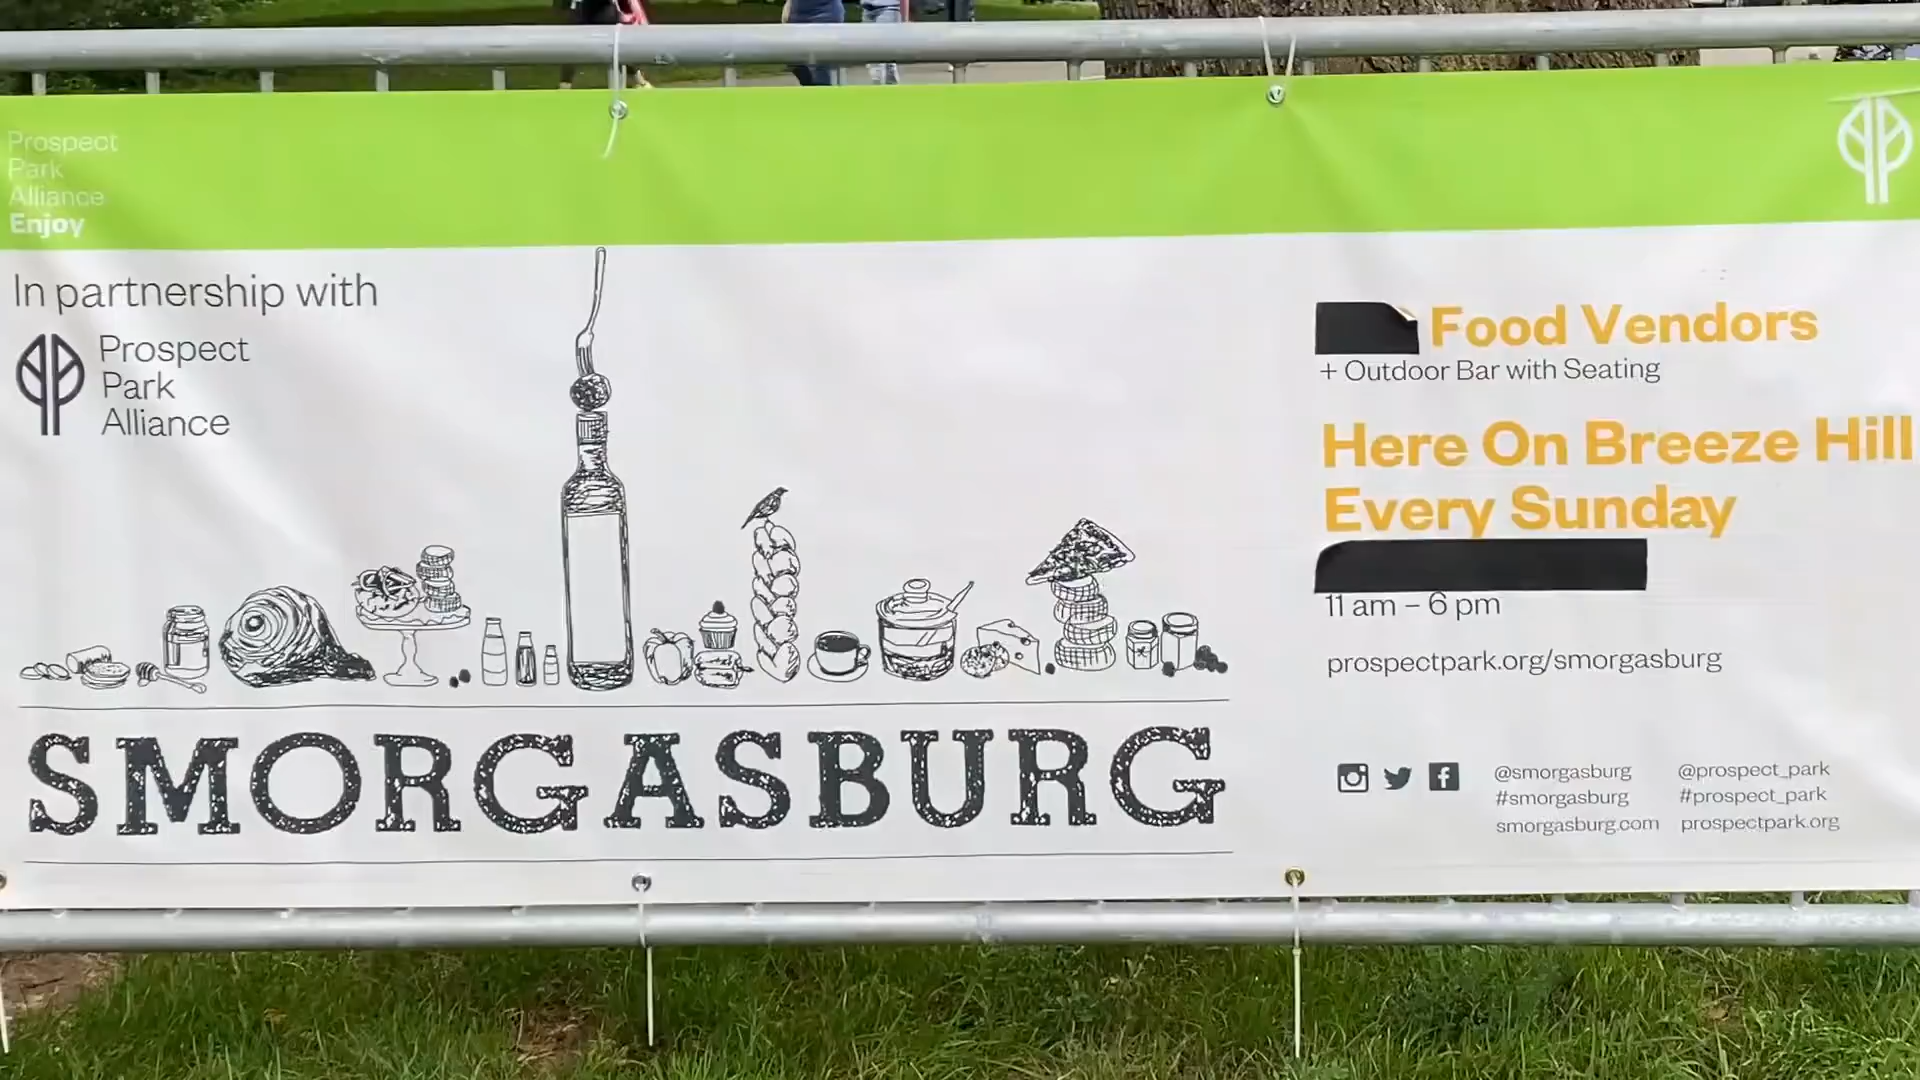 Prospect
Park
Alliance
Enjoy
In partnership with
Prospect
Park
Alliance
SMORGASBURG
Food Vendors
+ Outdoor Bar with Seating
Here On Breeze Hill
Every Sunday
11 am – 6 pm
prospectpark.org/smorgasburg
@smorgasburg
#smorgasburg
smorgasburg.com
@prospect_park
#prospect_park
prospectpark.org